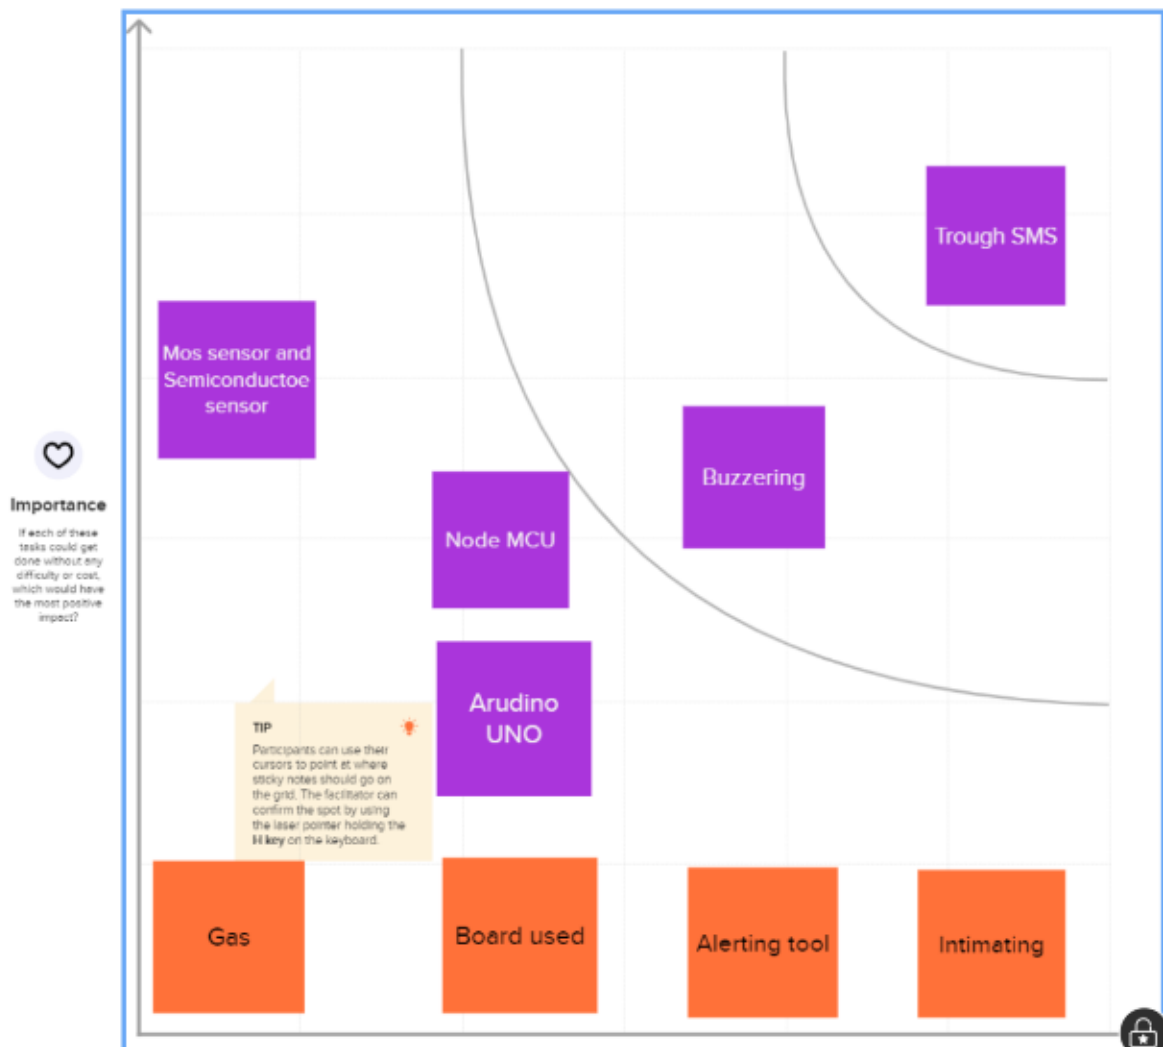 Trough SMS
Mos sensor and
Semiconductoe
sensor
Buzzering
Importance
If each of these
tasks could get
done without any
difficulty or cost,
which would have
the most positive
impact?
Node MCU
Arudino
UNO
TIP
Participants can use their
cursors to point at where
sticky notes should go on
the grid. The facilitator can
confirm the spot by using
the laser pointer holding the
H key on the keyboard.
Gas
Board used
Alerting tool
Intimating